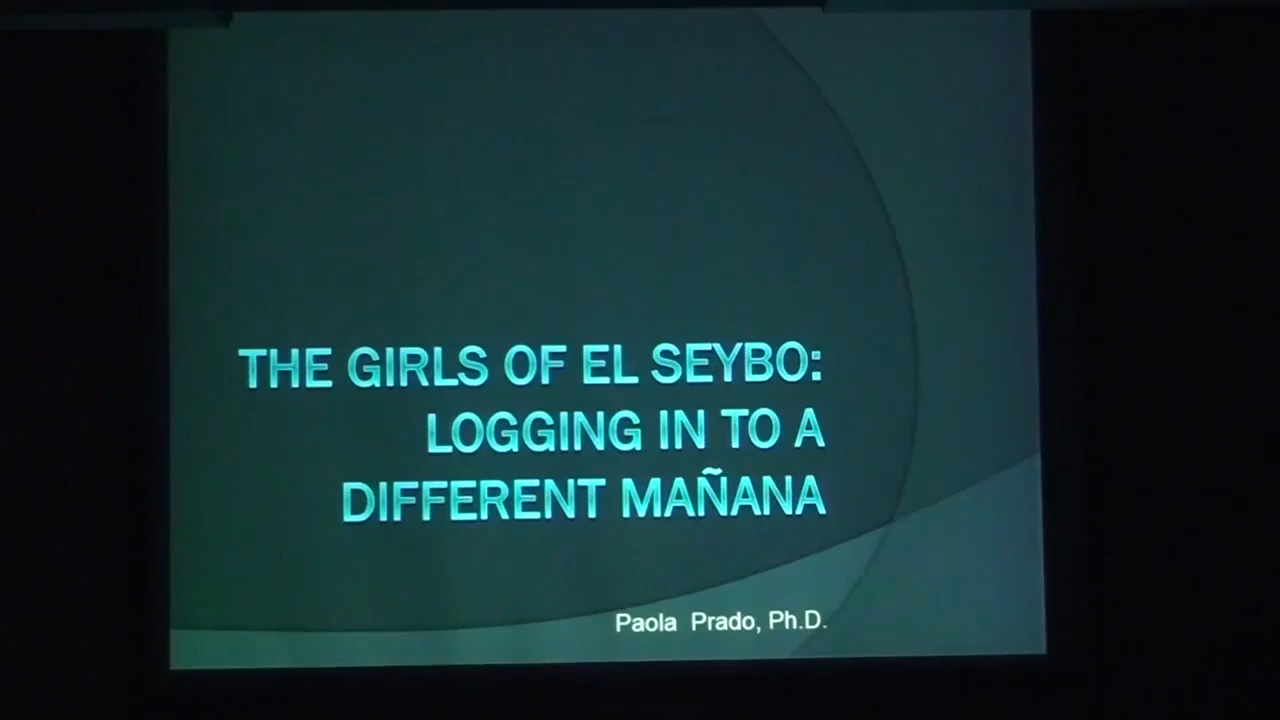 THE GIRLS OF EL SEYBO:
LOGGING IN TO A
DIFFERENT MAÑANA
Paola Prado, Ph.D.